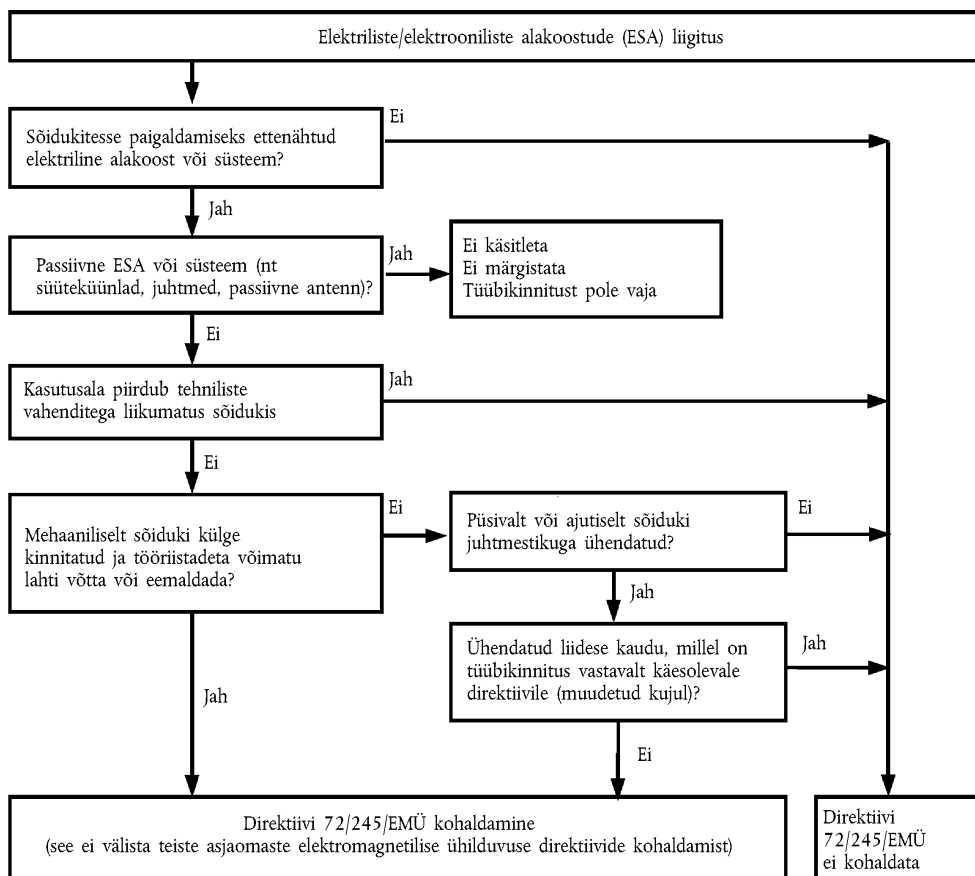 Elektriliste/elektrooniliste alakoostude (ESA) liigitus
Ei
Sõidukitesse paigaldamiseks ettenähtud
elektriline alakoost või süsteem?
Jah
Passiivne ESA või süsteem (nt
süüteküünlad, juhtmed, passiivne antenn)?
Jah
Ei käsitleta
Ei märgistata
Tüübikinnitust pole vaja
Ei
Kasutusala piirdub tehniliste
vahenditega liikumatus sõidukis
Jah
Ei
Mehaaniliselt sõiduki külge
kinnitatud ja tööriistadeta võimatu
lahti võtta või eemaldada?
Ei
Püsivalt või ajutiselt sõiduki
juhtmestikuga ühendatud?
Ei
Jah
Ühendatud liidese kaudu, millel on
tüübikinnitus vastavalt käesolevale
direktiivile (muudetud kujul)?
Jah
Jah
Ei
Direktiivi 72/245/EMÜ kohaldamine
(see ei välista teiste asjaomaste elektromagnetilise ühilduvuse direktiivide kohaldamist)
Direktiivi
72/245/EMÜ
ei kohaldata